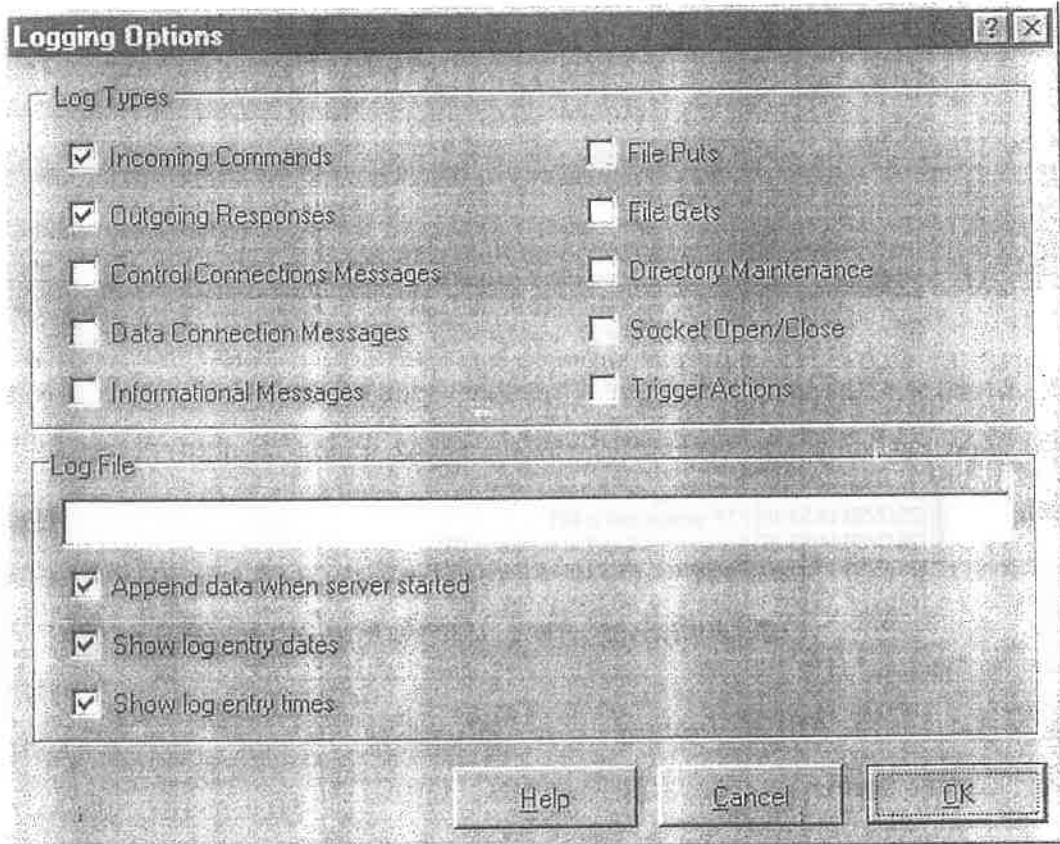 Logging Options
Log Types
Incoming Commands
Outgoing Responses
Control Connections Messages
Data Connection Messages
Informational Messages
File Puts
File Gets
Directory Maintenance
Socket Open/Close
Trigger Actions
Log File
Append data when server started
Show log entry dates
Show log entry times
Help
Cancel
OK